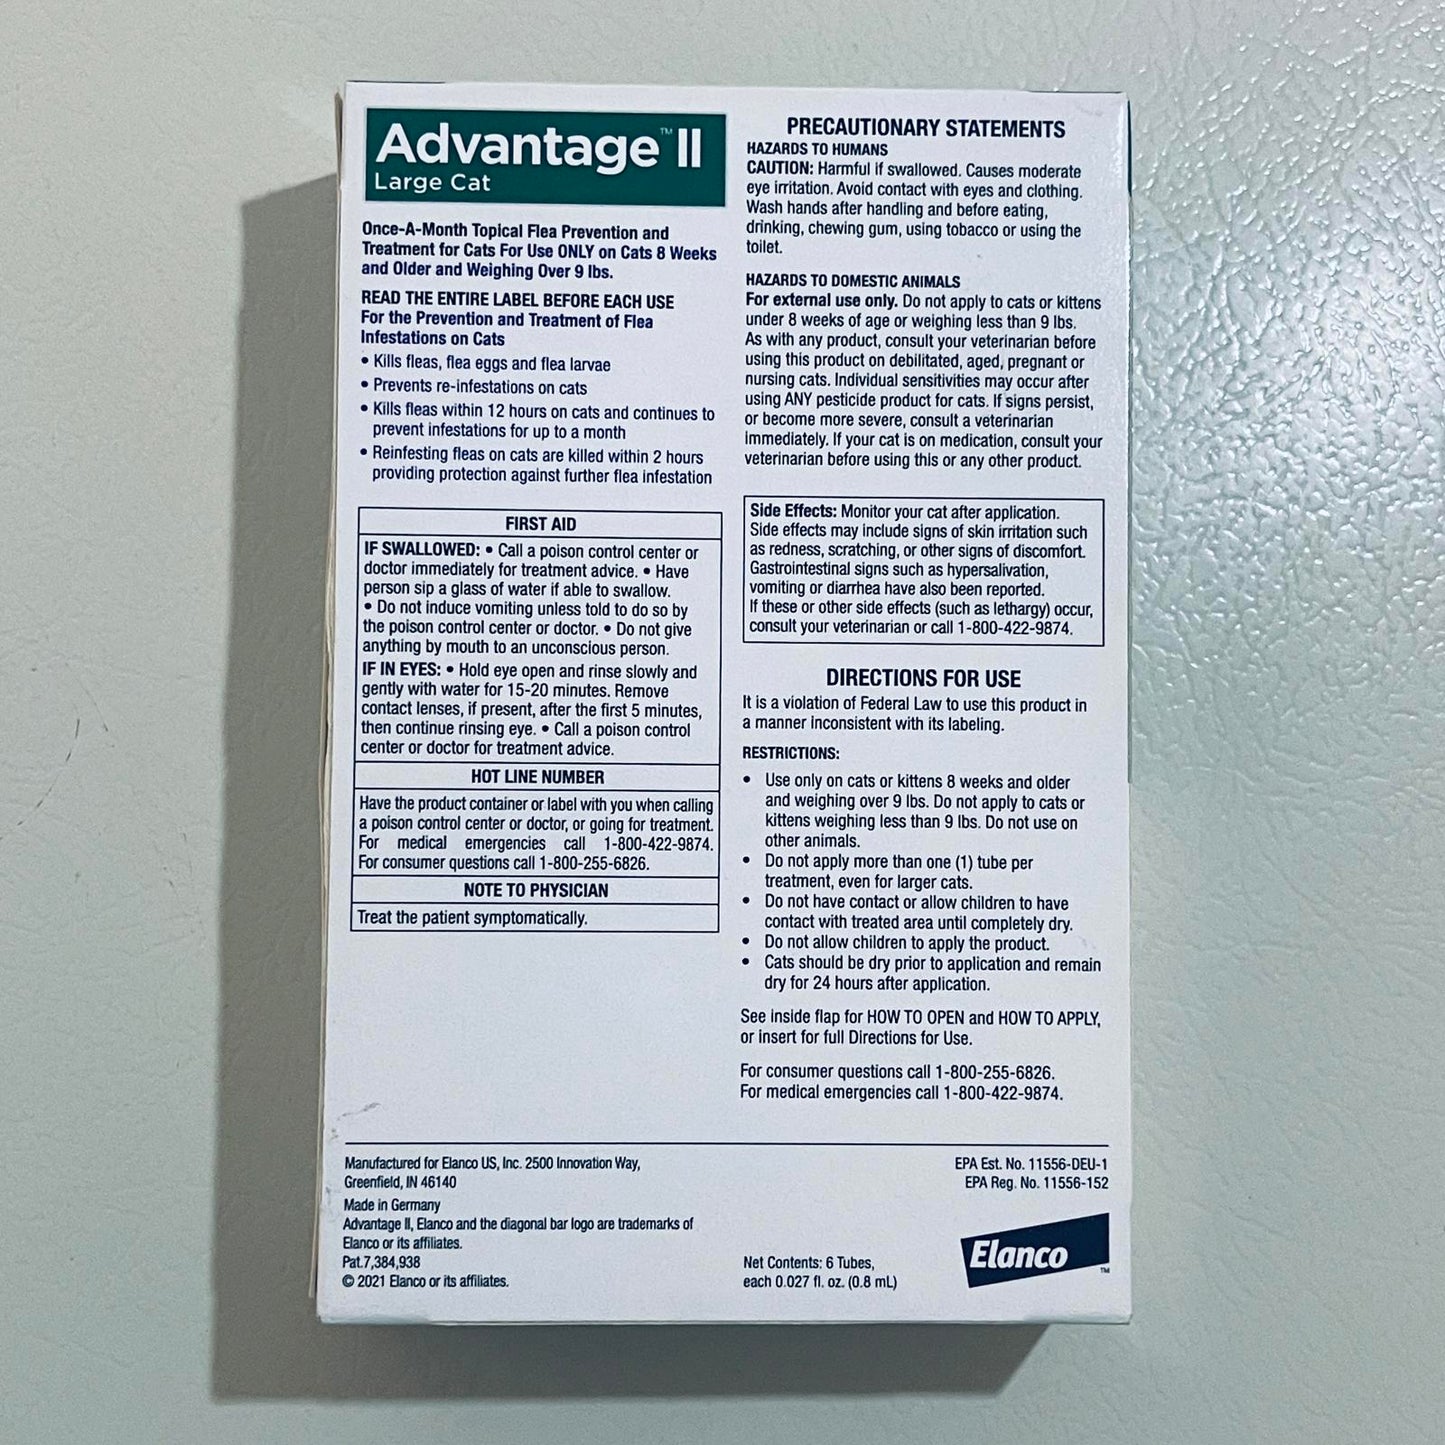 Advantage™ II
Large Cat
Once-A-Month Topical Flea Prevention and
Treatment for Cats For Use ONLY on Cats 8 Weeks
and Older and Weighing Over 9 lbs.
READ THE ENTIRE LABEL BEFORE EACH USE
For the Prevention and Treatment of Flea
Infestations on Cats
• Kills fleas, flea eggs and flea larvae
• Prevents re-infestations on cats
• Kills fleas within 12 hours on cats and continues to
prevent infestations for up to a month
• Reinfesting fleas on cats are killed within 2 hours
providing protection against further flea infestation
FIRST AID
IF SWALLOWED: • Call a poison control center or
doctor immediately for treatment advice. • Have
person sip a glass of water if able to swallow.
• Do not induce vomiting unless told to do so by
the poison control center or doctor. • Do not give
anything by mouth to an unconscious person.
IF IN EYES: • Hold eye open and rinse slowly and
gently with water for 15-20 minutes. Remove
contact lenses, if present, after the first 5 minutes,
then continue rinsing eye. • Call a poison control
center or doctor for treatment advice.
HOT LINE NUMBER
Have the product container or label with you when calling
a poison control center or doctor, or going for treatment.
For medical emergencies call 1-800-422-9874.
For consumer questions call 1-800-255-6826.
NOTE TO PHYSICIAN
Treat the patient symptomatically.
PRECAUTIONARY STATEMENTS
HAZARDS TO HUMANS
CAUTION: Harmful if swallowed. Causes moderate
eye irritation. Avoid contact with eyes and clothing.
Wash hands after handling and before eating,
drinking, chewing gum, using tobacco or using the
toilet.
HAZARDS TO DOMESTIC ANIMALS
For external use only. Do not apply to cats or kittens
under 8 weeks of age or weighing less than 9 lbs.
As with any product, consult your veterinarian before
using this product on debilitated, aged, pregnant or
nursing cats. Individual sensitivities may occur after
using ANY pesticide product for cats. If signs persist,
or become more severe, consult a veterinarian
immediately. If your cat is on medication, consult your
veterinarian before using this or any other product.
Side Effects: Monitor your cat after application.
Side effects may include signs of skin irritation such
as redness, scratching, or other signs of discomfort.
Gastrointestinal signs such as hypersalivation,
vomiting or diarrhea have also been reported.
If these or other side effects (such as lethargy) occur,
consult your veterinarian or call 1-800-422-9874.
DIRECTIONS FOR USE
It is a violation of Federal Law to use this product in
a manner inconsistent with its labeling.
RESTRICTIONS:
• Use only on cats or kittens 8 weeks and older
and weighing over 9 lbs. Do not apply to cats or
kittens weighing less than 9 lbs. Do not use on
other animals.
• Do not apply more than one (1) tube per
treatment, even for larger cats.
• Do not have contact or allow children to have
contact with treated area until completely dry.
• Do not allow children to apply the product.
• Cats should be dry prior to application and remain
dry for 24 hours after application.
See inside flap for HOW TO OPEN and HOW TO APPLY,
or insert for full Directions for Use.
For consumer questions call 1-800-255-6826.
For medical emergencies call 1-800-422-9874.
Manufactured for Elanco US, Inc. 2500 Innovation Way,
Greenfield, IN 46140
Made in Germany
Advantage II, Elanco and the diagonal bar logo are trademarks of
Elanco or its affiliates.
Pat.7,384,938
© 2021 Elanco or its affiliates.
Net Contents: 6 Tubes,
each 0.027 fl. oz. (0.8 mL)
EPA Est. No. 11556-DEU-1
EPA Reg. No. 11556-152
Elanco™